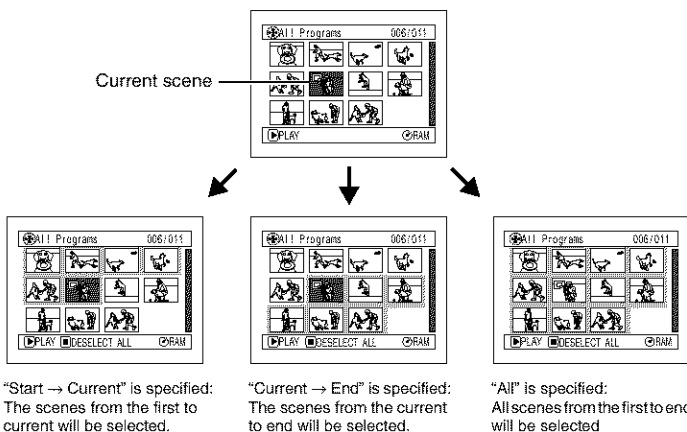 All Programs 006/011
Current scene
PLAY RAM
All Programs 006/011
PLAY DESELECT ALL RAM
All Programs 006/011
PLAY DESELECT ALL RAM
All Programs 006/011
PLAY DESELECT ALL RAM
“Start → Current” is specified:
The scenes from the first to
current will be selected.
“Current → End” is specified:
The scenes from the current
to end will be selected.
“All” is specified:
All scenes from the first to end
will be selected